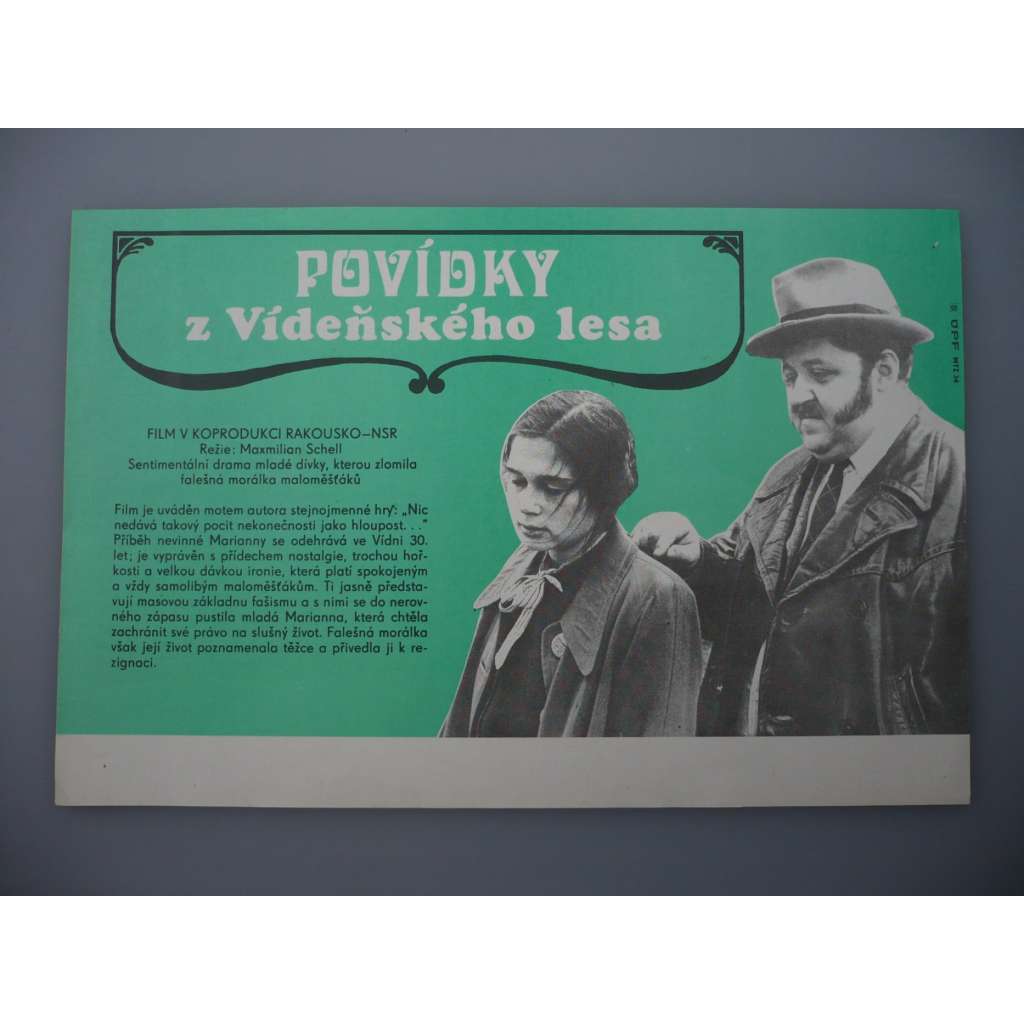 POVÍDKY
z Vídeňského lesa
FILM V KOPRODUKCI RAKOUSKO–NSR
Režie: Maxmilian Schell
Sentimentální drama mladé dívky, kterou zlomila
falešná morálka maloměšťáků
Film je uváděn motem autora stejnojmenné hry: „Nic
nedává takový pocit nekonečnosti jako hloupost. . .“
Příběh nevinné Marianny se odehrává ve Vídni 30.
let; je vyprávěn s přídechem nostalgie, trochou hoř-
kosti a velkou dávkou ironie, která platí spokojeným
a vždy samolibým maloměšťákům. Ti jasně předsta-
vují masovou základnu fašismu a s nimi se do nerov-
ného zápasu pustila mladá Marianna, která chtěla
zachránit své právo na slušný život. Falešná morálka
však její život poznamenala těžce a přivedla ji k re-
zignaci.
ÚPF